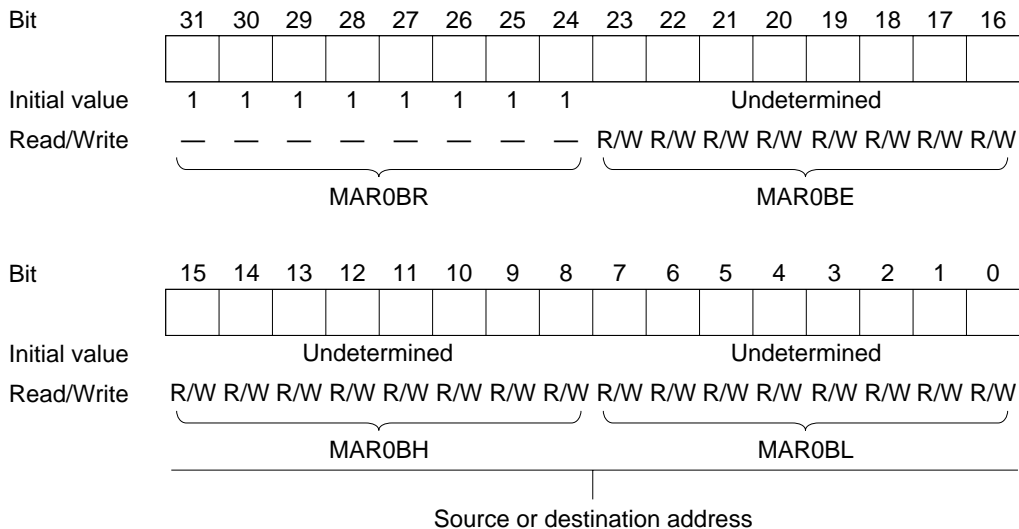 Bit 31 30 29 28 27 26 25 24 23 22 21 20 19 18 17 16
Initial value 1 1 1 1 1 1 1 1 Undetermined
Read/Write — — — — — — — — R/W R/W R/W R/W R/W R/W R/W R/W
MAR0BR MAR0BE
Bit 15 14 13 12 11 10 9 8 7 6 5 4 3 2 1 0
Initial value Undetermined Undetermined
Read/Write R/W R/W R/W R/W R/W R/W R/W R/W R/W R/W R/W R/W R/W R/W R/W R/W
MAR0BH MAR0BL
Source or destination address